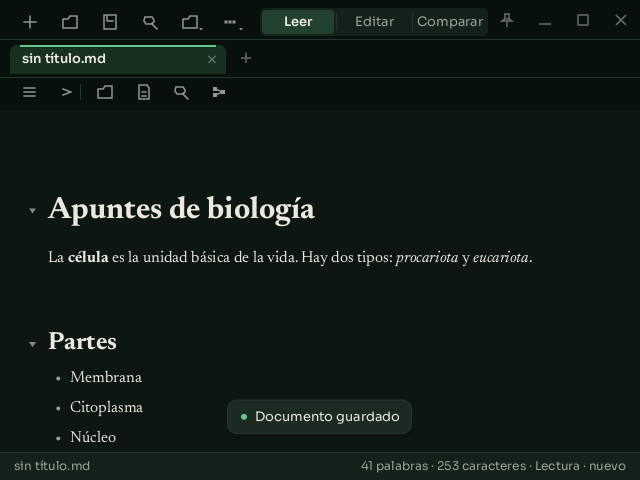 Leer Editar Comparar
sin título.md
Apuntes de biología
La célula es la unidad básica de la vida. Hay dos tipos: procariota y eucariota.
Partes
• Membrana
• Citoplasma
• Núcleo
Documento guardado
sin título.md 41 palabras · 253 caracteres · Lectura · nuevo